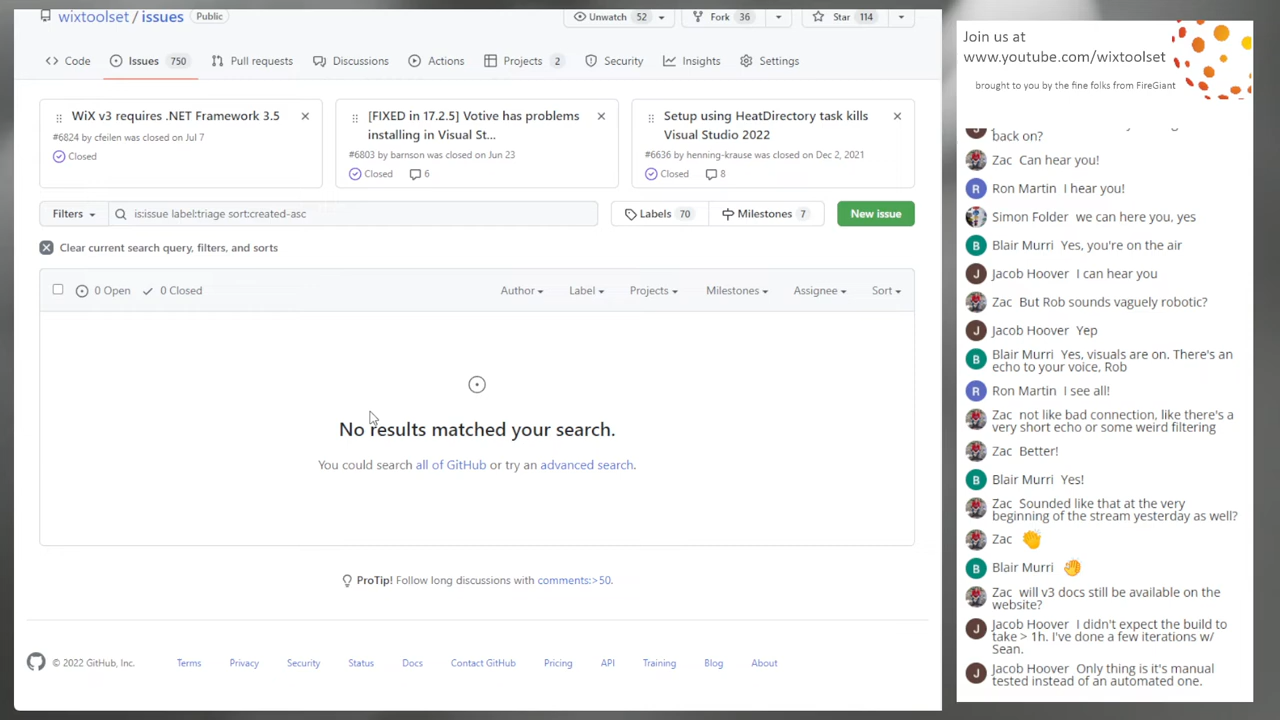 wixtoolset / issues Public
Unwatch 52 Fork 36 Star 114
Code Issues 750 Pull requests Discussions Actions Projects 2 Security Insights Settings
WiX v3 requires .NET Framework 3.5
#6824 by cfeilen was closed on Jul 7
Closed
[FIXED in 17.2.5] Votive has problems
installing in Visual St...
#6803 by barnson was closed on Jun 23
Closed 6
Setup using HeatDirectory task kills
Visual Studio 2022
#6636 by henning-krause was closed on Dec 2, 2021
Closed 8
Filters is:issue label:triage sort:created-asc Labels 70 Milestones 7 New issue
Clear current search query, filters, and sorts
0 Open 0 Closed Author Label Projects Milestones Assignee Sort
No results matched your search.
You could search all of GitHub or try an advanced search.
ProTip! Follow long discussions with comments:>50.
© 2022 GitHub, Inc. Terms Privacy Security Status Docs Contact GitHub Pricing API Training Blog About
Join us at
www.youtube.com/wixtoolset
brought to you by the fine folks from FireGiant
back on?
Zac Can hear you!
Ron Martin I hear you!
Simon Folder we can here you, yes
Blair Murri Yes, you're on the air
Jacob Hoover I can hear you
Zac But Rob sounds vaguely robotic?
Jacob Hoover Yep
Blair Murri Yes, visuals are on. There's an
echo to your voice, Rob
Ron Martin I see all!
Zac not like bad connection, like there's a
very short echo or some weird filtering
Zac Better!
Blair Murri Yes!
Zac Sounded like that at the very
beginning of the stream yesterday as well?
Zac 👏
Blair Murri 👏
Zac will v3 docs still be available on the
website?
Jacob Hoover I didn't expect the build to
take > 1h. I've done a few iterations w/
Sean.
Jacob Hoover Only thing is it's manual
tested instead of an automated one.